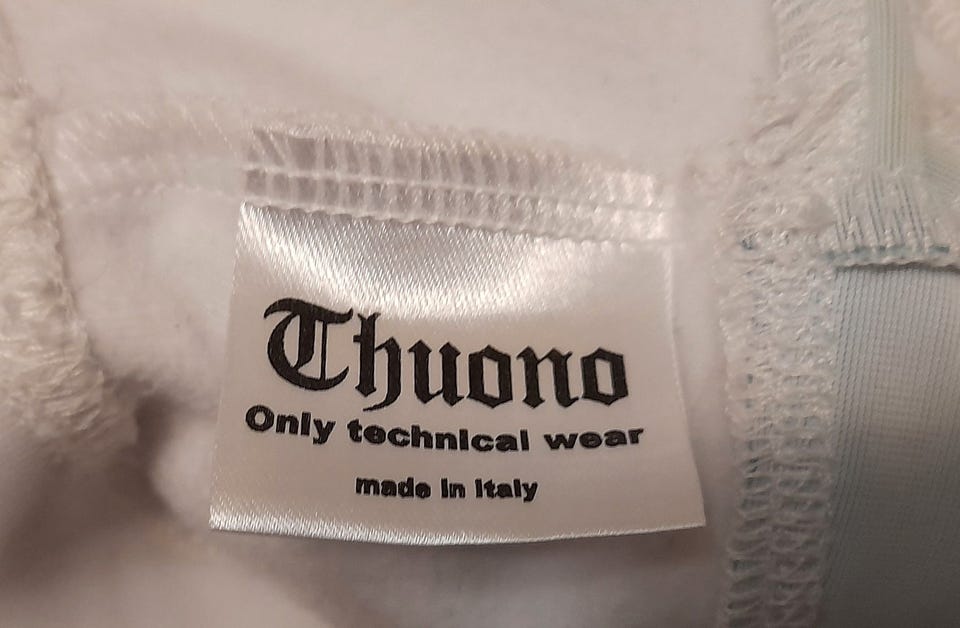 Thuono
Only technical wear
made in Italy